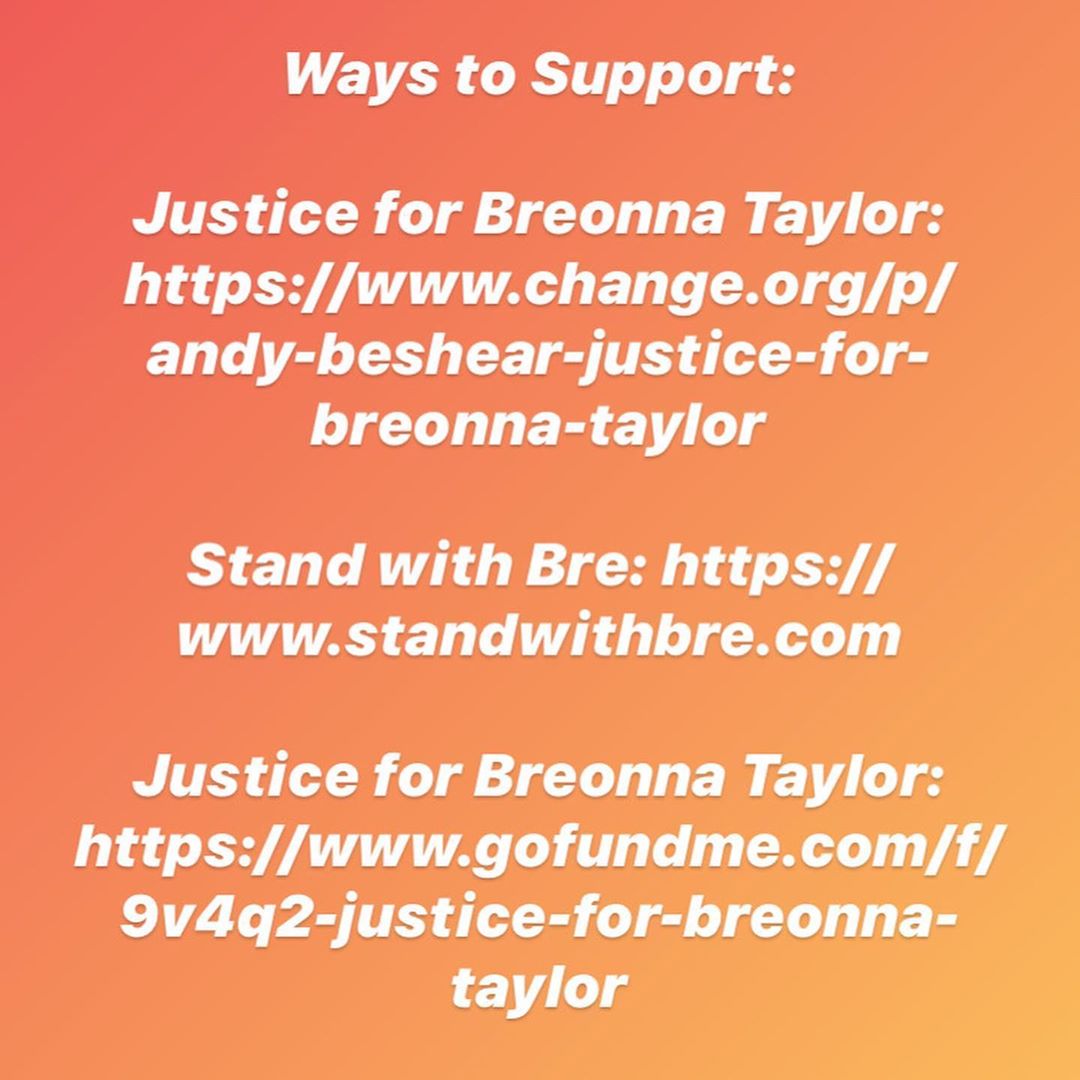 Ways to Support:
Justice for Breonna Taylor:
https://www.change.org/p/
andy-beshear-justice-for-
breonna-taylor
Stand with Bre: https://
www.standwithbre.com
Justice for Breonna Taylor:
https://www.gofundme.com/f/
9v4q2-justice-for-breonna-
taylor